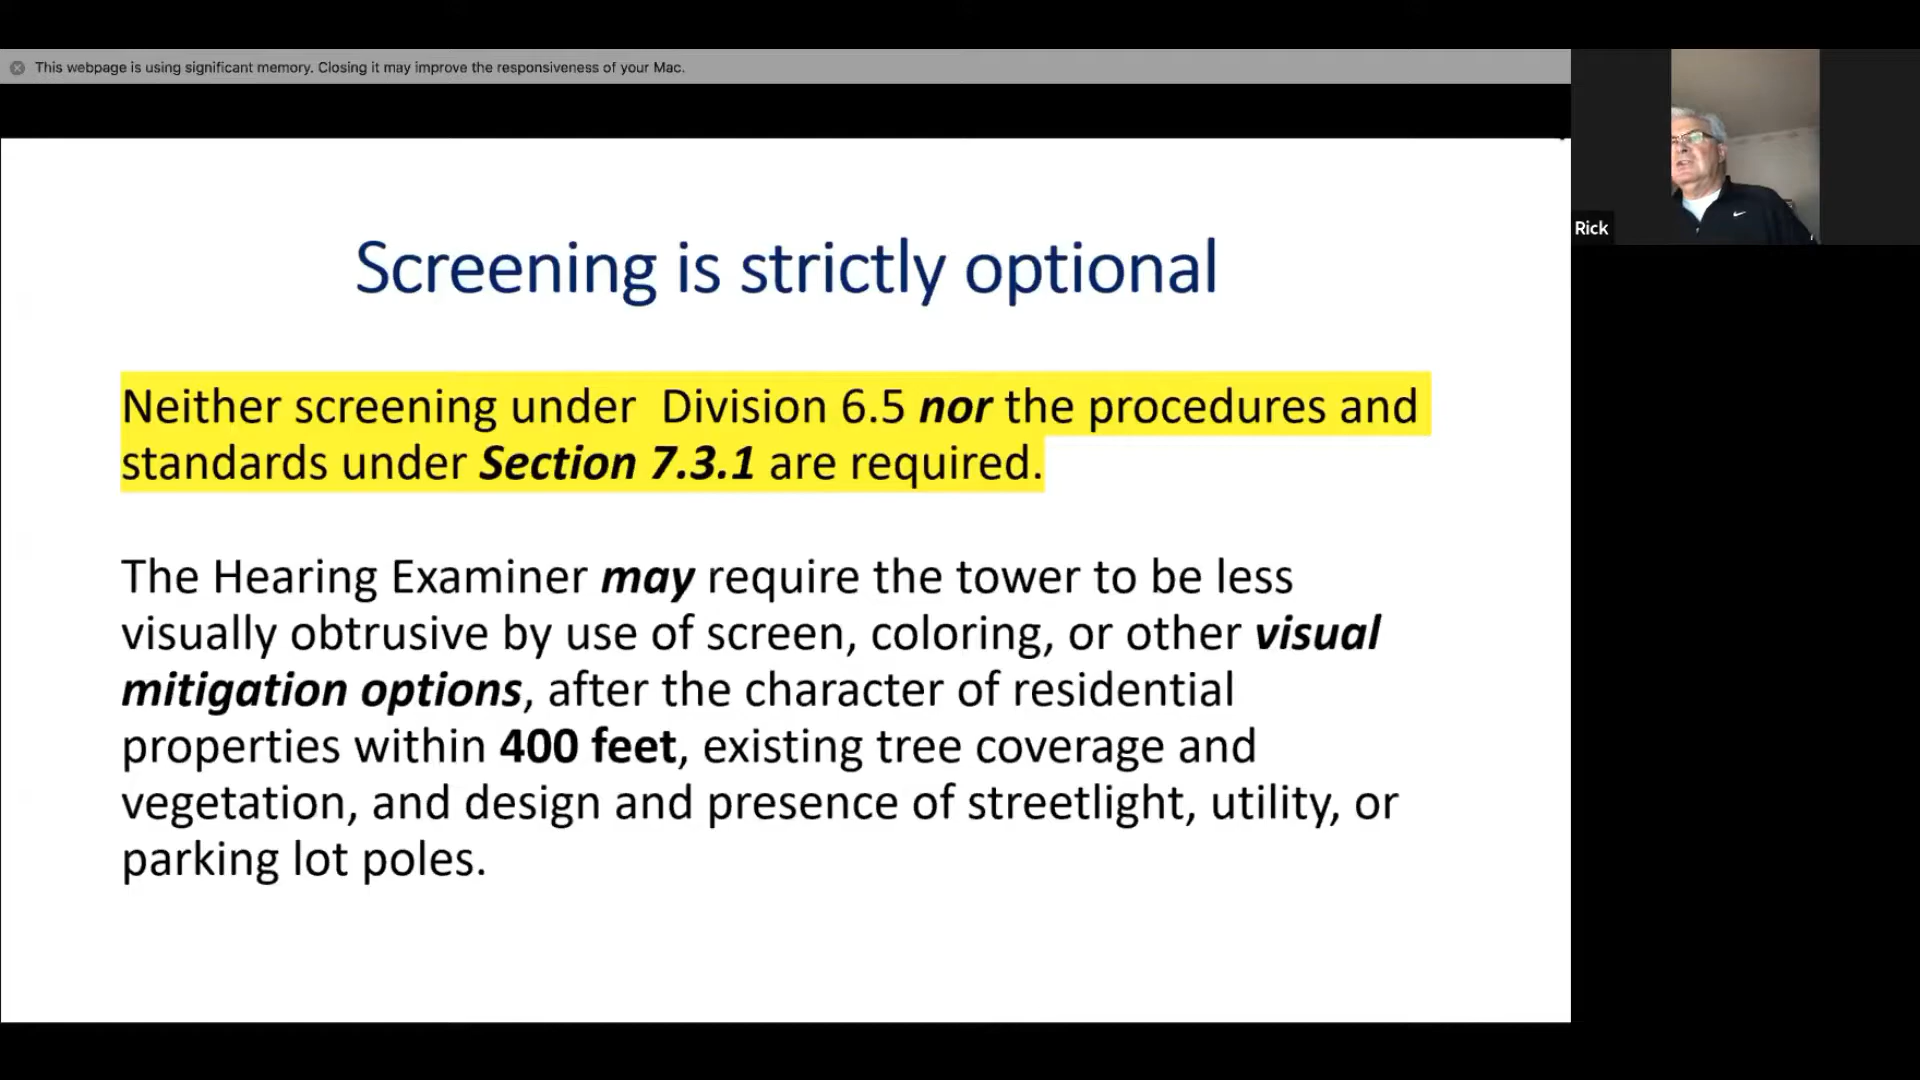 This webpage is using significant memory. Closing it may improve the responsiveness of your Mac.
Screening is strictly optional
Neither screening under  Division 6.5 nor the procedures and
standards under Section 7.3.1 are required.
The Hearing Examiner may require the tower to be less
visually obtrusive by use of screen, coloring, or other visual
mitigation options, after the character of residential
properties within 400 feet, existing tree coverage and
vegetation, and design and presence of streetlight, utility, or
parking lot poles.
Rick